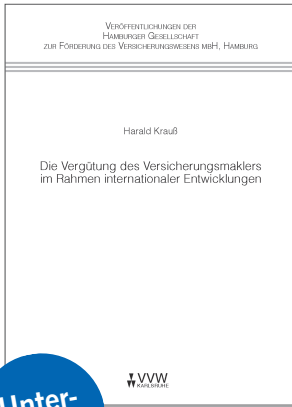 VERÖFFENTLICHUNGEN DER
HAMBURGER GESELLSCHAFT
ZUR FÖRDERUNG DES VERSICHERUNGSWESENS MBH, HAMBURG
Harald Krauß
Die Vergütung des Versicherungsmaklers
im Rahmen internationaler Entwicklungen
VVW
KARLSRUHE
Unter-